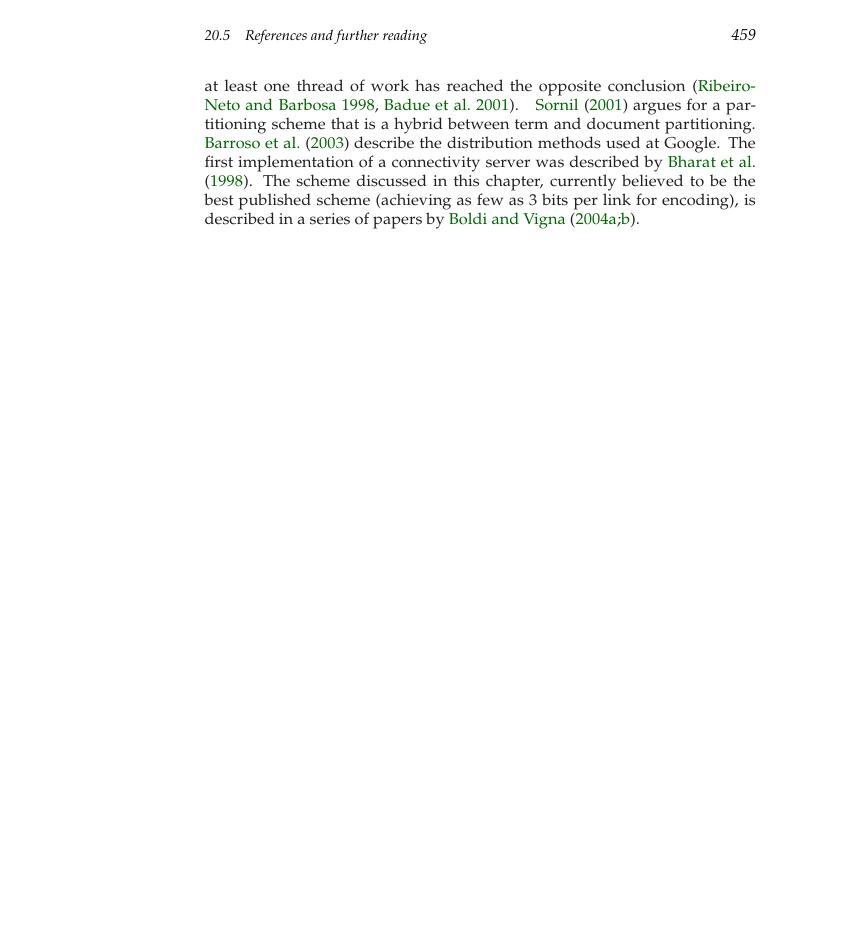 20.5 References and further reading 459
at least one thread of work has reached the opposite conclusion (Ribeiro-
Neto and Barbosa 1998, Badue et al. 2001). Sornil (2001) argues for a par-
titioning scheme that is a hybrid between term and document partitioning.
Barroso et al. (2003) describe the distribution methods used at Google. The
first implementation of a connectivity server was described by Bharat et al.
(1998). The scheme discussed in this chapter, currently believed to be the
best published scheme (achieving as few as 3 bits per link for encoding), is
described in a series of papers by Boldi and Vigna (2004a;b).